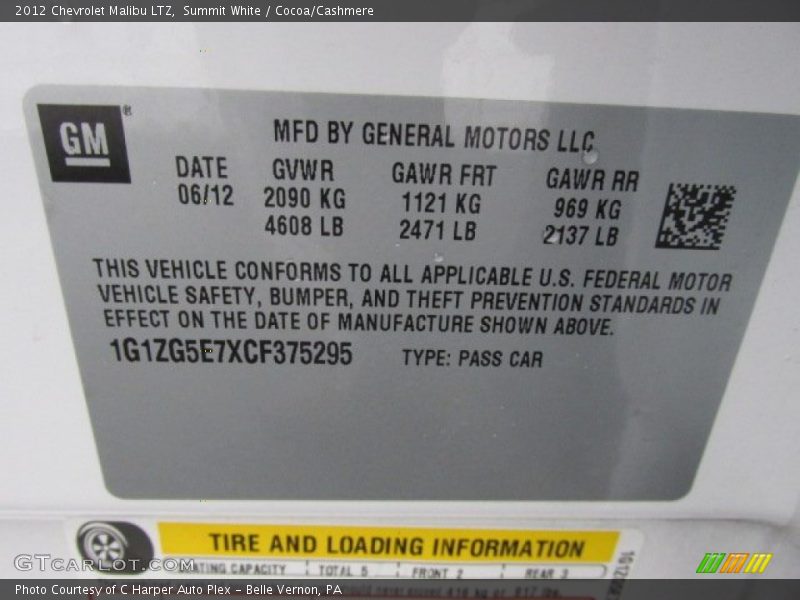 2012 Chevrolet Malibu LTZ, Summit White / Cocoa/Cashmere
GM ®
MFD BY GENERAL MOTORS LLC
DATE GVWR GAWR FRT GAWR RR
06/12 2090 KG 1121 KG 969 KG
4608 LB 2471 LB 2137 LB
THIS VEHICLE CONFORMS TO ALL APPLICABLE U.S. FEDERAL MOTOR
VEHICLE SAFETY, BUMPER, AND THEFT PREVENTION STANDARDS IN
EFFECT ON THE DATE OF MANUFACTURE SHOWN ABOVE.
1G1ZG5E7XCF375295 TYPE: PASS CAR
TIRE AND LOADING INFORMATION
SEATING CAPACITY TOTAL 5 FRONT 2 REAR 3
GTCarLot.com
Photo Courtesy of C Harper Auto Plex – Belle Vernon, PA